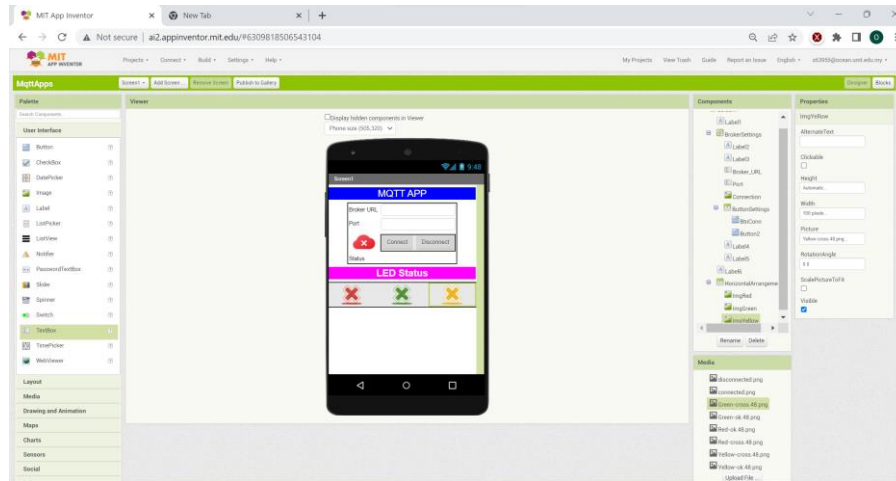 MIT App Inventor
New Tab
Not secure | ai2.appinventor.mit.edu/#6309818506543104
MIT
APP INVENTOR
Projects
Connect
Build
Settings
Help
My Projects
View Trash
Guide
Report an Issue
English
MqttApps
Screen1
Add Screen ...
Remove Screen
Publish to Gallery
Designer
Blocks
Palette
Search Components...
User Interface
Button
CheckBox
DatePicker
Image
Label
ListPicker
ListView
Notifier
PasswordTextBox
Slider
Spinner
Switch
TextBox
TimePicker
WebViewer
Layout
Media
Drawing and Animation
Maps
Charts
Sensors
Social
Viewer
Display hidden components in Viewer
Phone size (505,320)
9:48
Screen1
MQTT APP
Broker URL
Port
Connect
Disconnect
Status
LED Status
Components
Label1
BrokerSettings
Label2
Label3
Broker_URL
Port
Connection
ButtonSettings
BtnConn
Button2
Label4
Label5
Label6
HorizontalArrangeme
ImgRed
ImgGreen
ImgYellow
Rename
Delete
Media
disconnected.png
connected.png
Green-cross.48.png
Green-ok.48.png
Red-ok.48.png
Red-cross.48.png
Yellow-cross.48.png
Yellow-ok.48.png
Upload File ...
Properties
ImgYellow
AlternateText
Clickable
Height
Automatic...
Width
100 pixels...
Picture
Yellow-cross.48.png...
RotationAngle
0.0
ScalePictureToFit
Visible